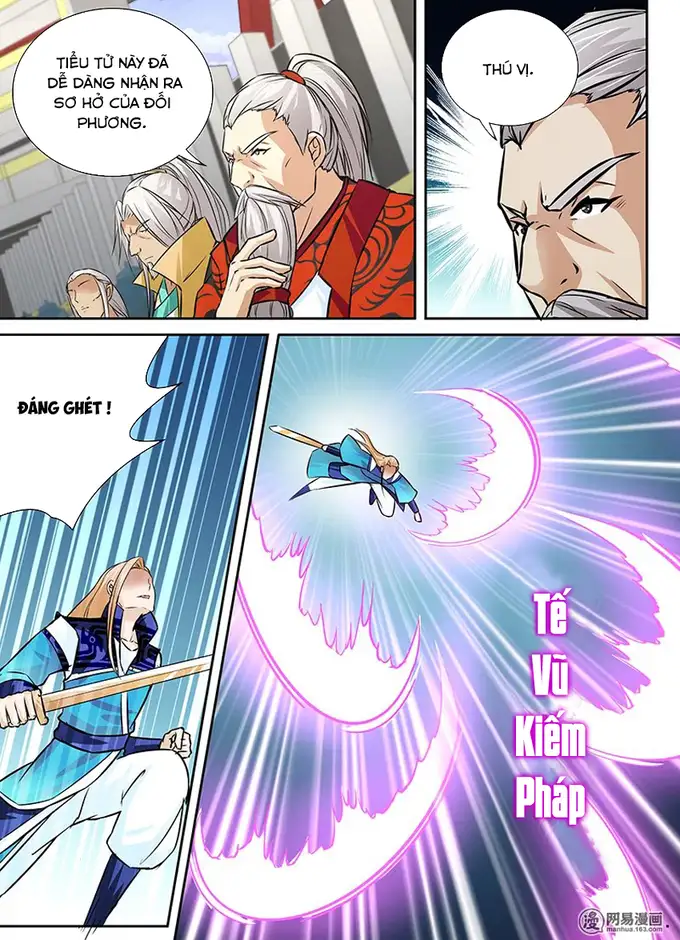 TIỂU TỬ NÀY ĐÃ
DỄ DÀNG NHẬN RA
SƠ HỞ CỦA ĐỐI
PHƯƠNG.
THÚ VỊ.
ĐÁNG GHÉT !
Tế
Vũ
Kiếm
Pháp
网易漫画
manhua.163.com